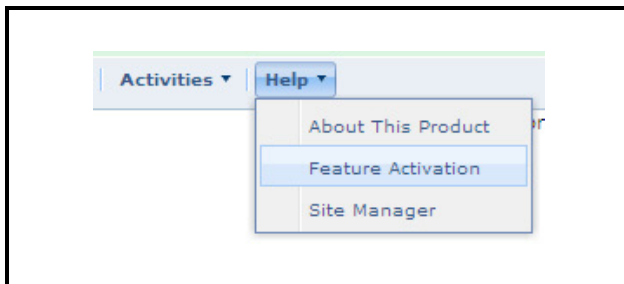 Activities ▾ Help ▾
About This Product
Feature Activation
Site Manager